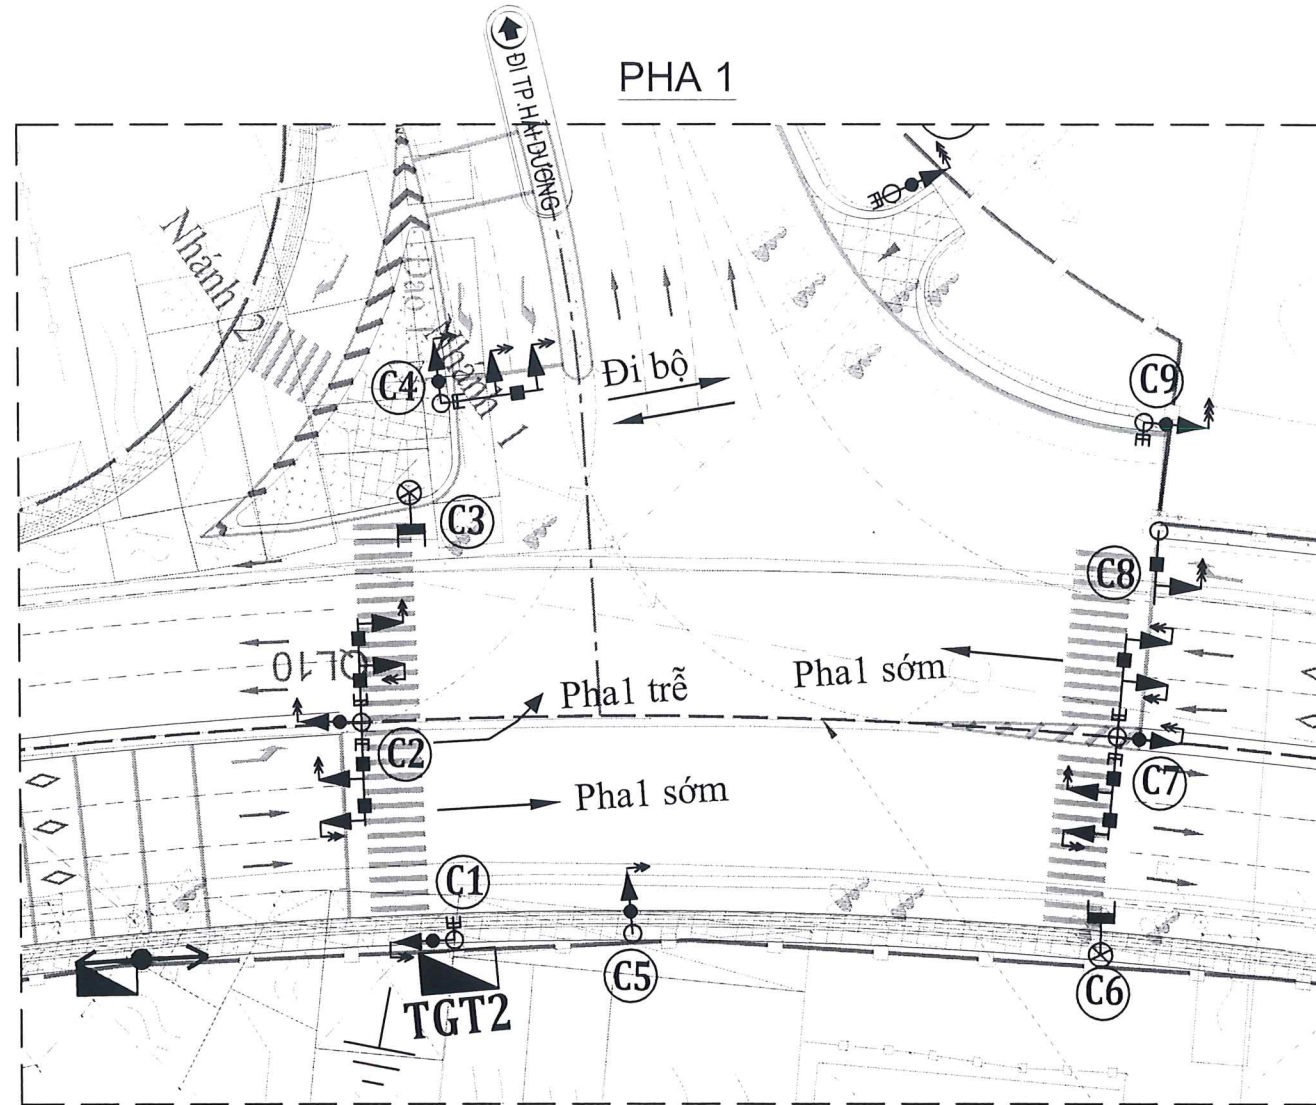 PHA 1
ĐI TP.HẢI DƯƠNG
Nhánh 2
Đảo 1
Nhánh 1
C4
Đi bộ
C9
C3
C8
QL10
Pha1 trễ
Pha1 sớm
C2
C7
Pha1 sớm
C1
C5
C6
TGT2